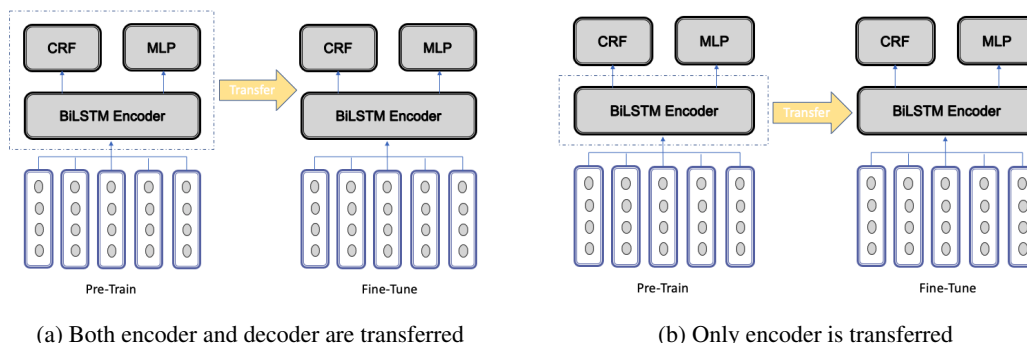 CRF MLP
Transfer
BiLSTM Encoder
CRF MLP
BiLSTM Encoder
Pre-Train
Fine-Tune
(a) Both encoder and decoder are transferred
CRF MLP
BiLSTM Encoder
Transfer
CRF MLP
BiLSTM Encoder
Pre-Train
Fine-Tune
(b) Only encoder is transferred